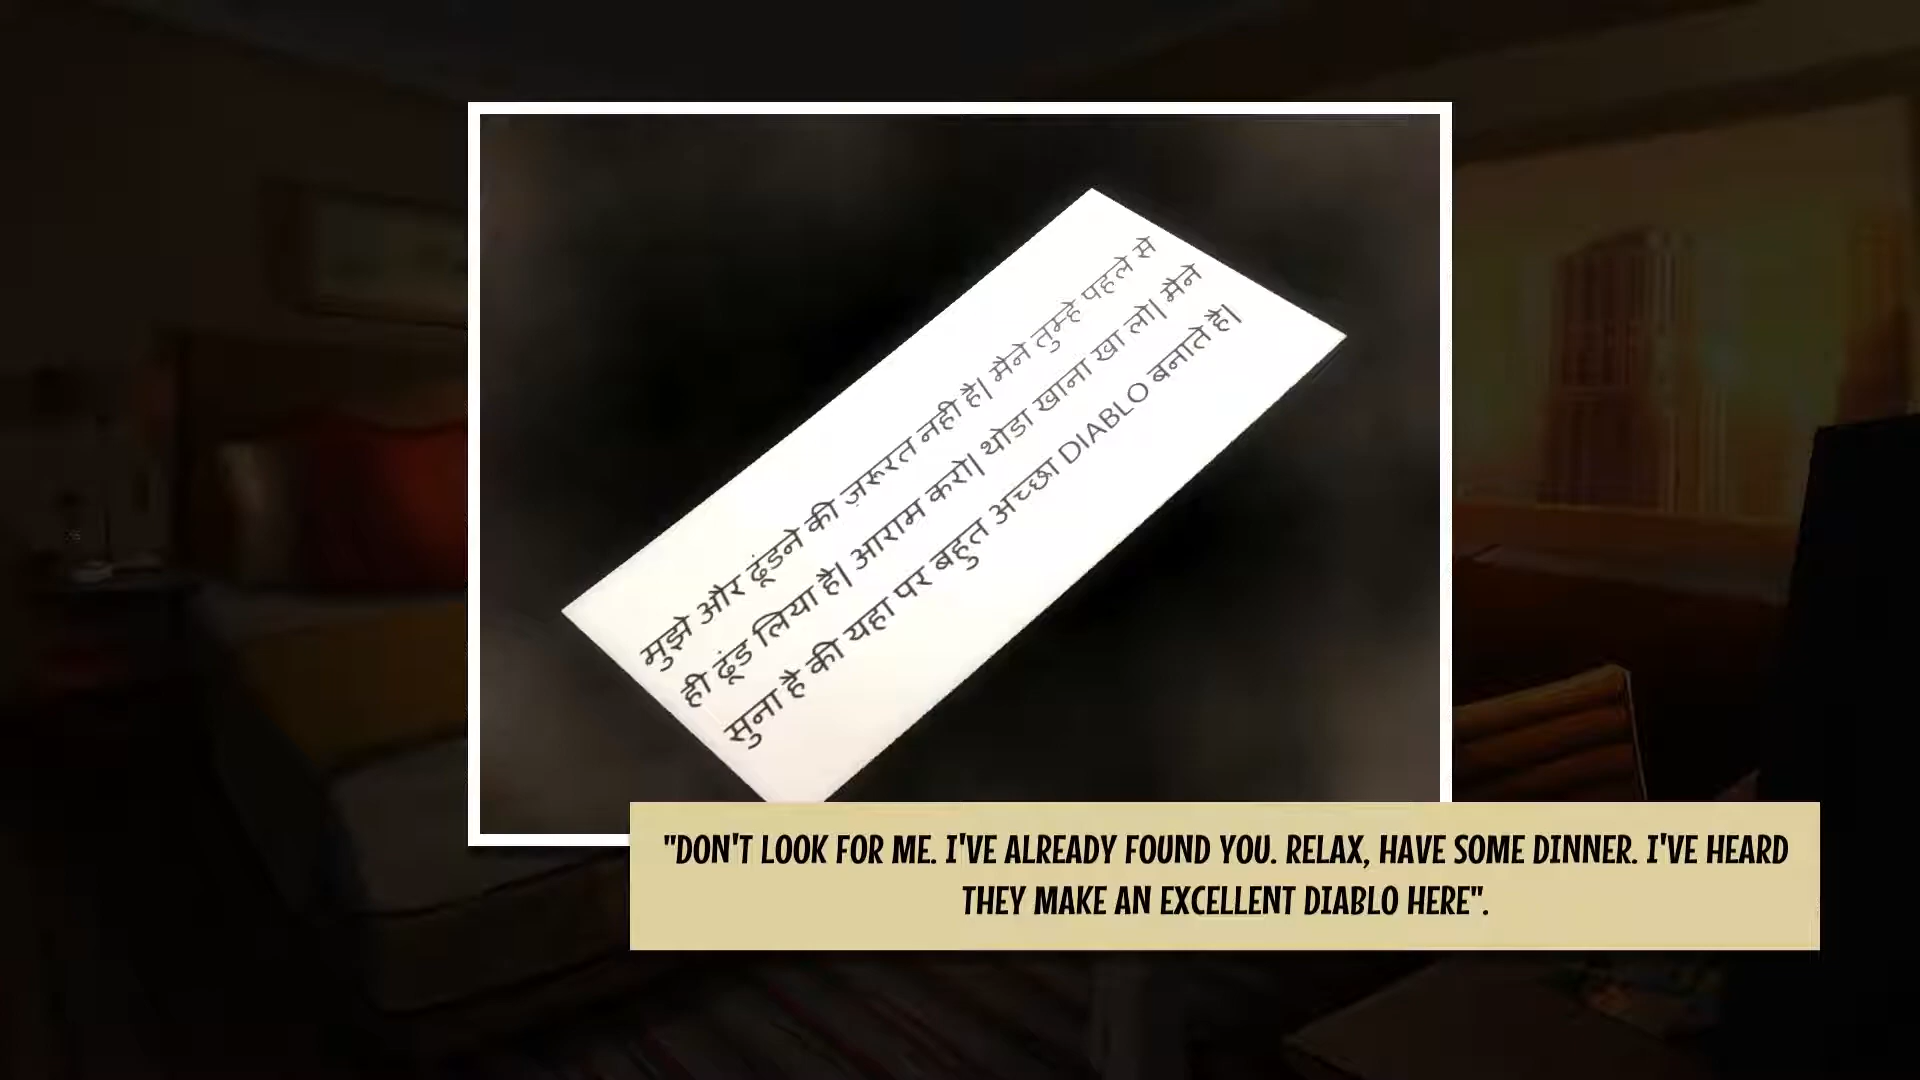 मुझे और ढूंडने की ज़रूरत नही है| मैने तुम्हे पहले से
ही ढूंड लिया है| आराम करो| थोडा खाना खा लो| मैने
सुना है की यहा पर बहुत अच्छा DIABLO बनाते है|
"DON'T LOOK FOR ME. I'VE ALREADY FOUND YOU. RELAX, HAVE SOME DINNER. I'VE HEARD
THEY MAKE AN EXCELLENT DIABLO HERE".